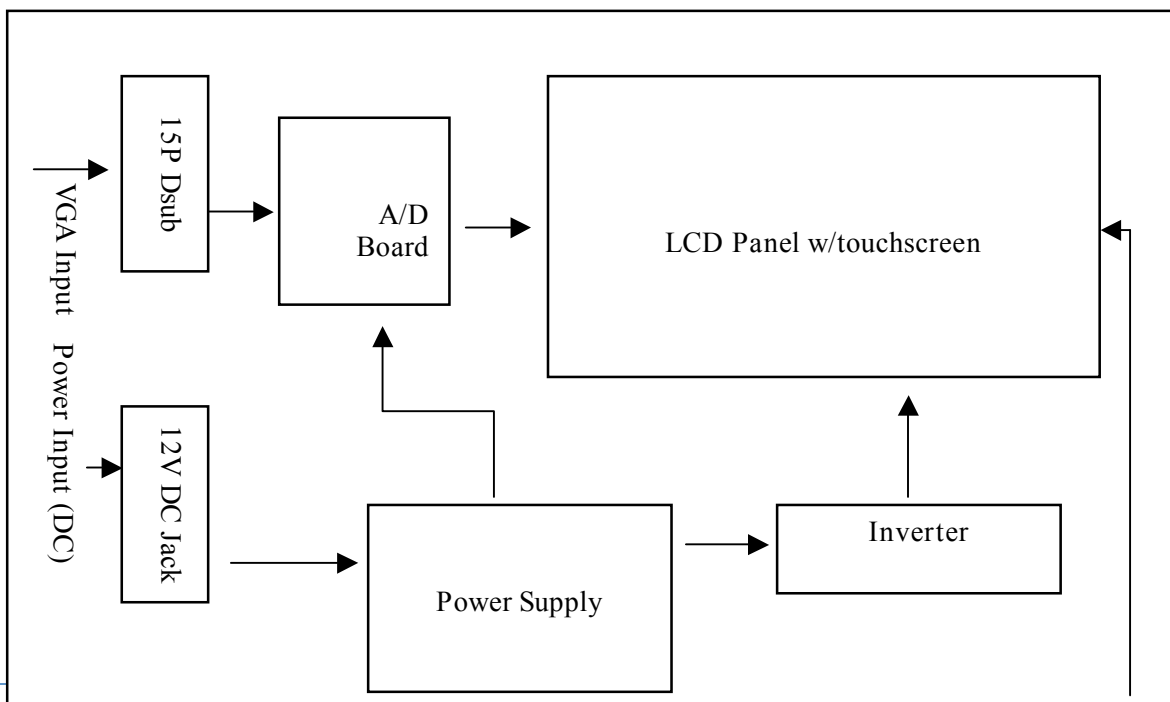 15P Dsub
VGA Input
A/D
Board
LCD Panel w/touchscreen
Power Input (DC)
12V DC Jack
Power Supply
Inverter